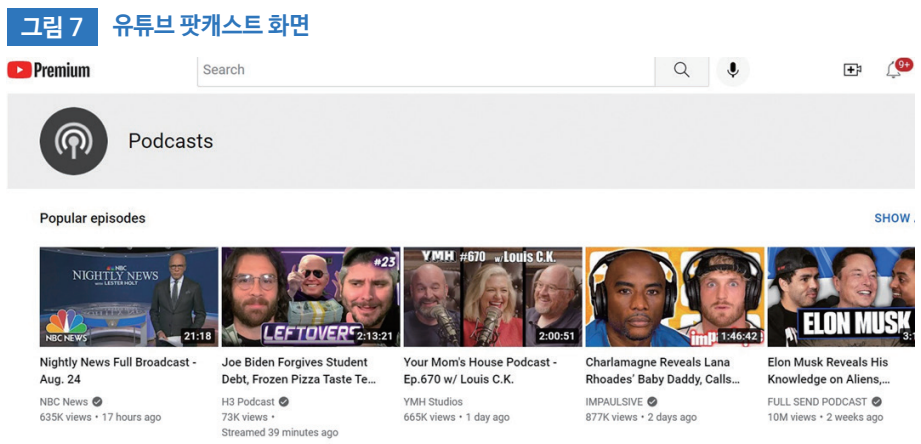 그림 7 유튜브 팟캐스트 화면
Premium
Search
9+
Podcasts
Popular episodes
SHOW
NBC
NIGHTLY NEWS
WITH LESTER HOLT
NBC NEWS
21:18
#23
LEFTOVERS
2:13:21
YMH #670 w/Louis C.K.
2:00:51
imp
1:46:42
ELON MUSK
3:1
Nightly News Full Broadcast -
Aug. 24
NBC News
635K views • 17 hours ago
Joe Biden Forgives Student
Debt, Frozen Pizza Taste Te...
H3 Podcast
73K views •
Streamed 39 minutes ago
Your Mom's House Podcast -
Ep.670 w/ Louis C.K.
YMH Studios
665K views • 1 day ago
Charlamagne Reveals Lana
Rhoades' Baby Daddy, Calls...
IMPAULSIVE
877K views • 2 days ago
Elon Musk Reveals His
Knowledge on Aliens,...
FULL SEND PODCAST
10M views • 2 weeks ago